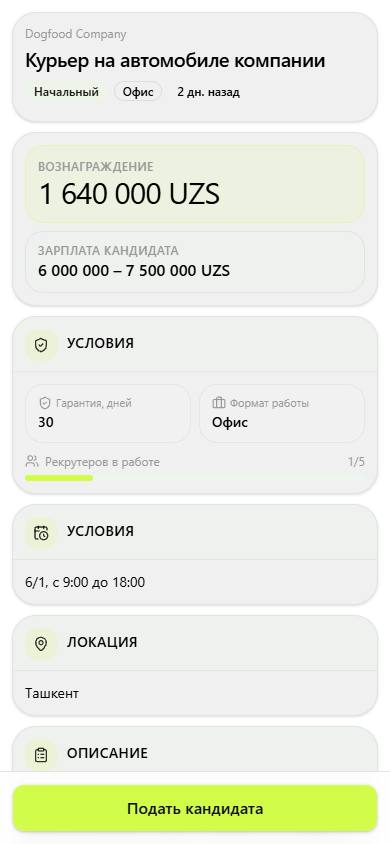 Dogfood Company
Курьер на автомобиле компании
Начальный Офис 2 дн. назад
ВОЗНАГРАЖДЕНИЕ
1 640 000 UZS
ЗАРПЛАТА КАНДИДАТА
6 000 000 – 7 500 000 UZS
УСЛОВИЯ
Гарантия, дней
30
Формат работы
Офис
Рекрутеров в работе 1/5
УСЛОВИЯ
6/1, с 9:00 до 18:00
ЛОКАЦИЯ
Ташкент
ОПИСАНИЕ
Подать кандидата